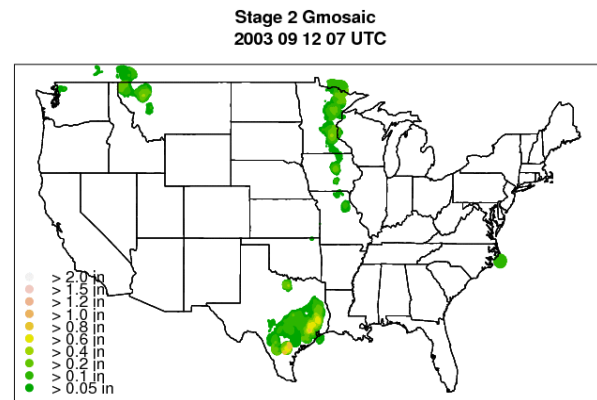 Stage 2 Gmosaic
2003 09 12 07 UTC
> 2.0 in
> 1.5 in
> 1.2 in
> 1.0 in
> 0.8 in
> 0.6 in
> 0.4 in
> 0.2 in
> 0.1 in
> 0.05 in